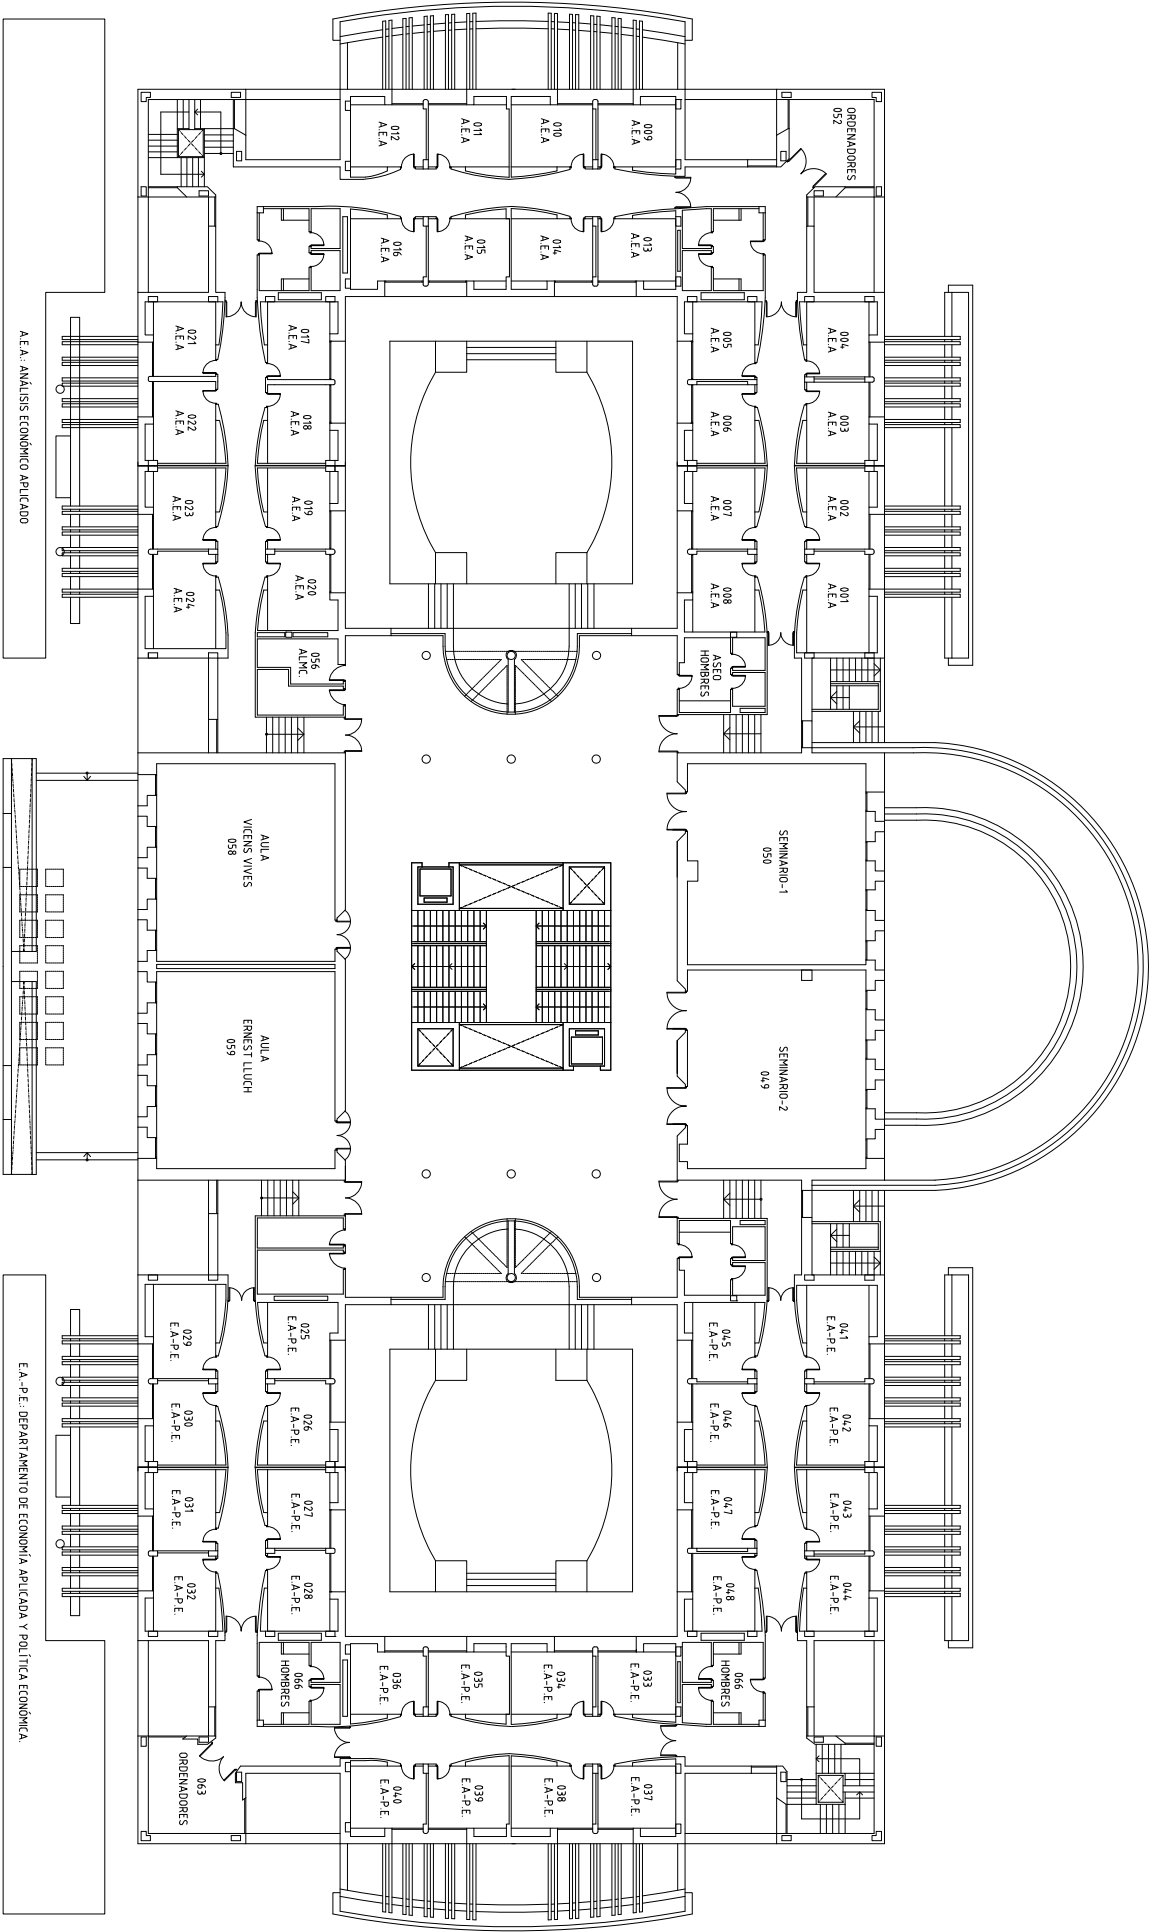 ORDENADORES
052
012
A.E.A
011
A.E.A
010
A.E.A
009
A.E.A
016
A.E.A
015
A.E.A
014
A.E.A
013
A.E.A
021
A.E.A
017
A.E.A
005
A.E.A
004
A.E.A
022
A.E.A
018
A.E.A
006
A.E.A
003
A.E.A
023
A.E.A
019
A.E.A
007
A.E.A
002
A.E.A
024
A.E.A
020
A.E.A
008
A.E.A
001
A.E.A
A.E.A.: ANÁLISIS ECONÓMICO APLICADO
056
ALMC.
ASEO
HOMBRES
AULA
VICENS VIVES
058
SEMINARIO-1
050
AULA
ERNEST LLUCH
059
SEMINARIO-2
049
029
E.A-P.E.
025
E.A-P.E.
045
E.A-P.E.
041
E.A-P.E.
030
E.A-P.E.
026
E.A-P.E.
046
E.A-P.E.
042
E.A-P.E.
031
E.A-P.E.
027
E.A-P.E.
047
E.A-P.E.
043
E.A-P.E.
032
E.A-P.E.
028
E.A-P.E.
048
E.A-P.E.
044
E.A-P.E.
E.A.-P.E.: DEPARTAMENTO DE ECONOMÍA APLICADA Y POLÍTICA ECONÓMICA.
066
HOMBRES
036
E.A-P.E.
035
E.A-P.E.
034
E.A-P.E.
033
E.A-P.E.
066
HOMBRES
063
ORDENADORES
040
E.A-P.E.
039
E.A-P.E.
038
E.A-P.E.
037
E.A-P.E.